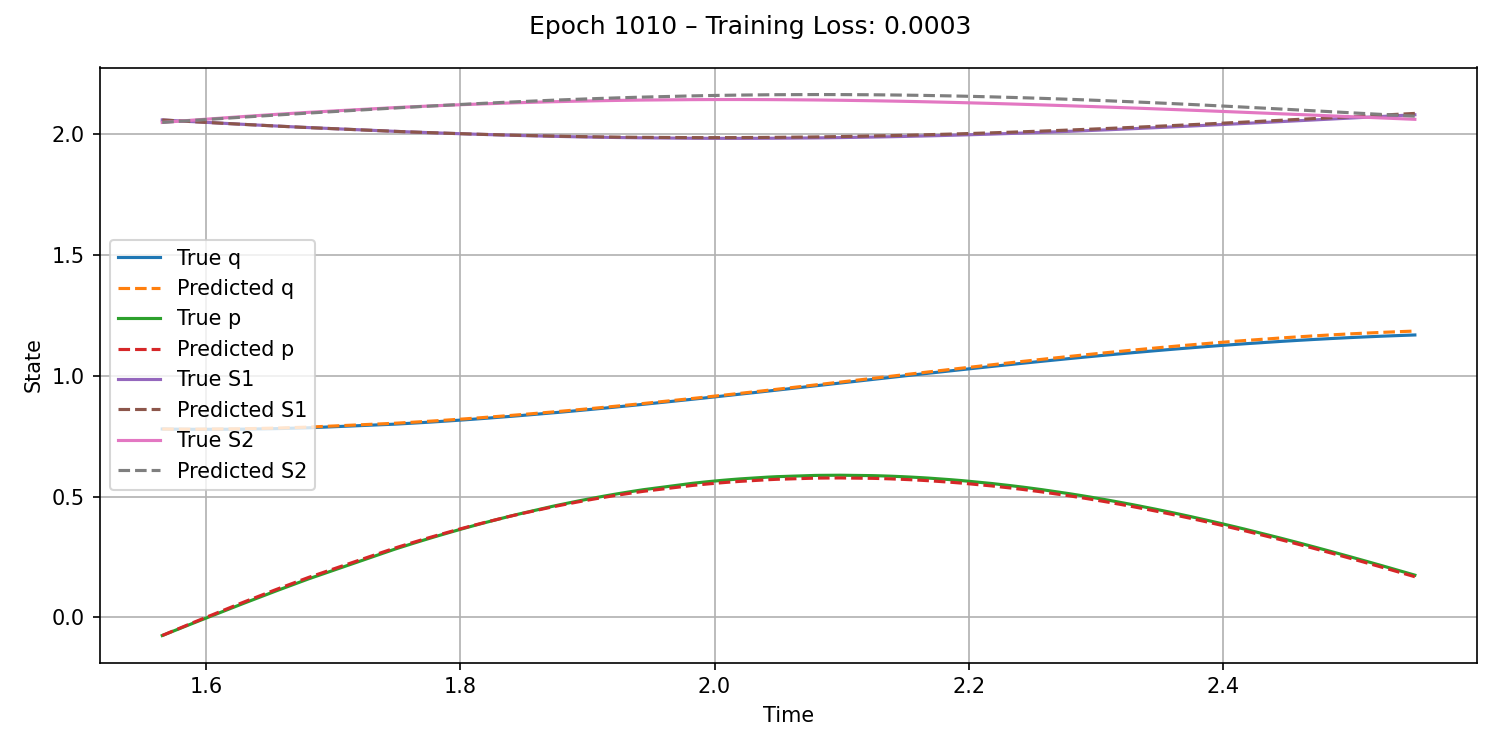 Epoch 1010 – Training Loss: 0.0003
State
2.0
1.5
1.0
0.5
0.0
True q
Predicted q
True p
Predicted p
True S1
Predicted S1
True S2
Predicted S2
1.6
1.8
2.0
2.2
2.4
Time